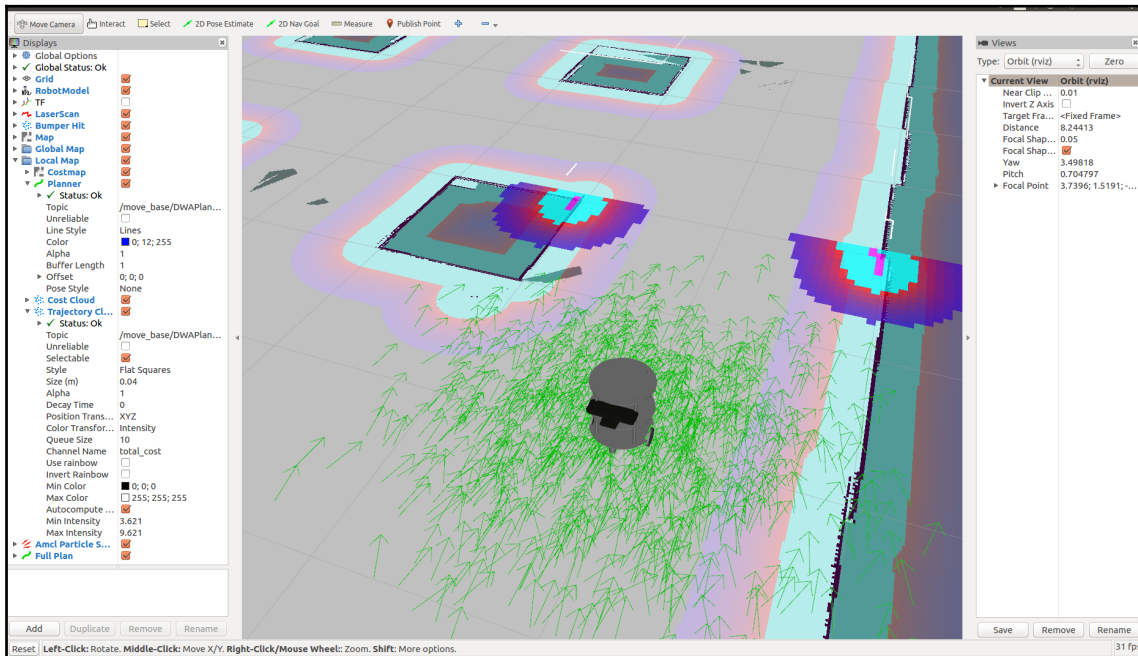 Move Camera Interact Select 2D Pose Estimate 2D Nav Goal Measure Publish Point
Displays
Global Options
Global Status: Ok
Grid
RobotModel
TF
LaserScan
Bumper Hit
Map
Global Map
Local Map
Costmap
Planner
Status: Ok
Topic /move_base/DWAPlan...
Unreliable
Line Style Lines
Color 0; 12; 255
Alpha 1
Buffer Length 1
Offset 0; 0; 0
Pose Style None
Cost Cloud
Trajectory Cl...
Status: Ok
Topic /move_base/DWAPlan...
Unreliable
Selectable
Style Flat Squares
Size (m) 0.04
Alpha 1
Decay Time 0
Position Trans... XYZ
Color Transfor... Intensity
Queue Size 10
Channel Name total_cost
Use rainbow
Invert Rainbow
Min Color 0; 0; 0
Max Color 255; 255; 255
Autocompute ...
Min Intensity 3.621
Max Intensity 9.621
Amcl Particle S...
Full Plan
Add Duplicate Remove Rename
Views
Type: Orbit (rviz) Zero
Current View Orbit (rviz)
Near Clip ... 0.01
Invert Z Axis
Target Fra... <Fixed Frame>
Distance 8.24413
Focal Shap... 0.05
Focal Shap...
Yaw 3.49818
Pitch 0.704797
Focal Point 3.7396; 1.5191; -...
Save Remove Rename
Reset Left-Click: Rotate. Middle-Click: Move X/Y. Right-Click/Mouse Wheel:: Zoom. Shift: More options. 31 fps